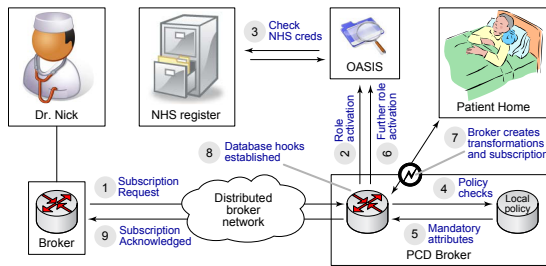 3
Check
NHS creds
OASIS
Dr. Nick
NHS register
Patient Home
2
Role
activation
6
Further role
activation
7
Broker creates
transformations
and subscription
8
Database hooks
established
1
Subscription
Request
Distributed
broker
network
4
Policy
checks
Local
policy
9
Subscription
Acknowledged
5
Mandatory
attributes
Broker
PCD Broker